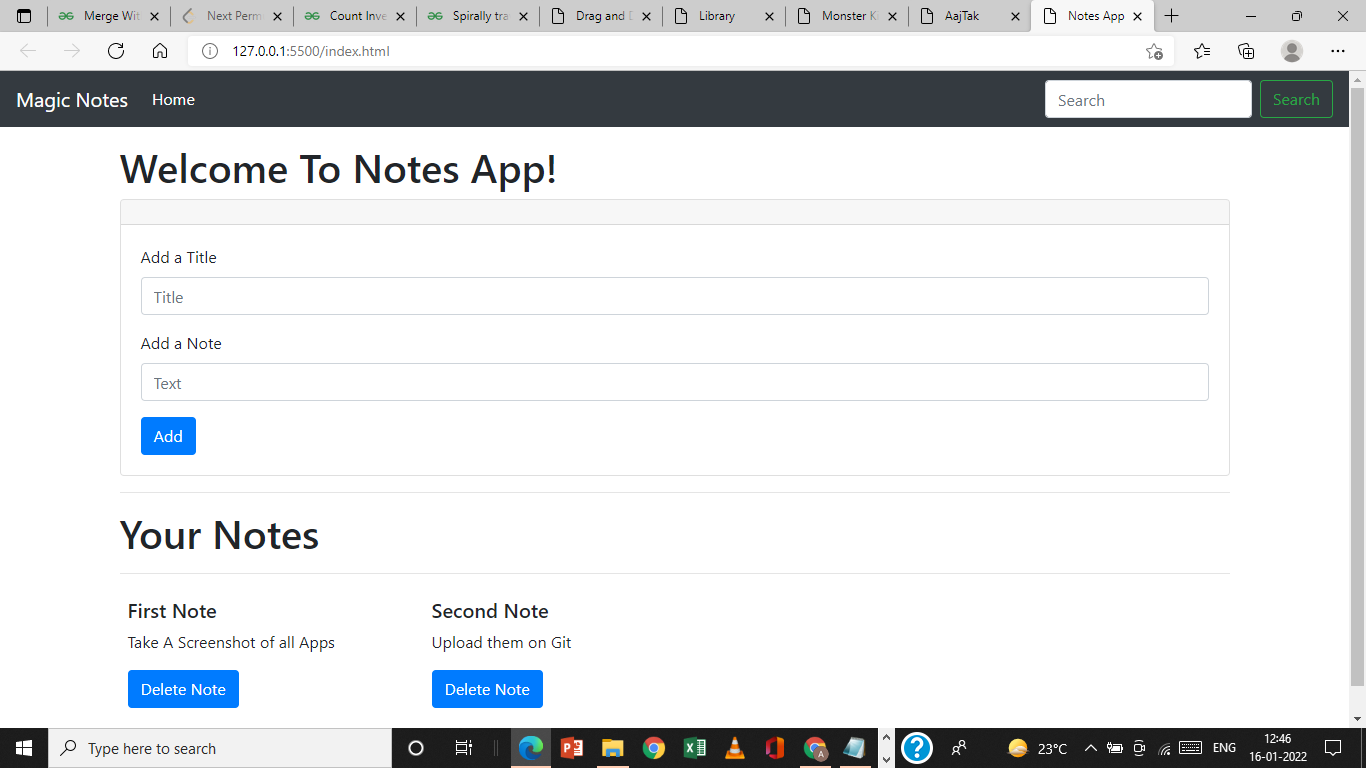 Merge Wit
Next Perm
Count Inve
Spirally tra
Drag and D
Library
Monster K
AajTak
Notes App
127.0.0.1:5500/index.html
Magic Notes
Home
Search
Search
Welcome To Notes App!
Add a Title
Title
Add a Note
Text
Add
Your Notes
First Note
Second Note
Take A Screenshot of all Apps
Upload them on Git
Delete Note
Delete Note
Type here to search
23°C
ENG
12:46
16-01-2022